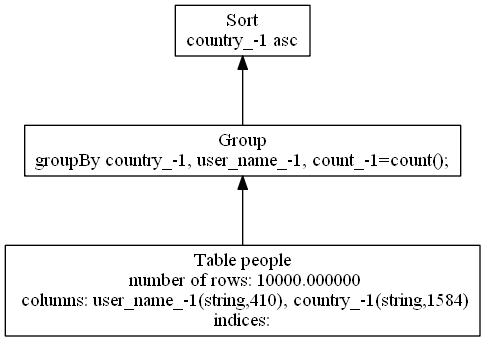 Sort
country_-1 asc
Group
groupBy country_-1, user_name_-1, count_-1=count();
Table people
number of rows: 10000.000000
columns: user_name_-1(string,410), country_-1(string,1584)
indices: